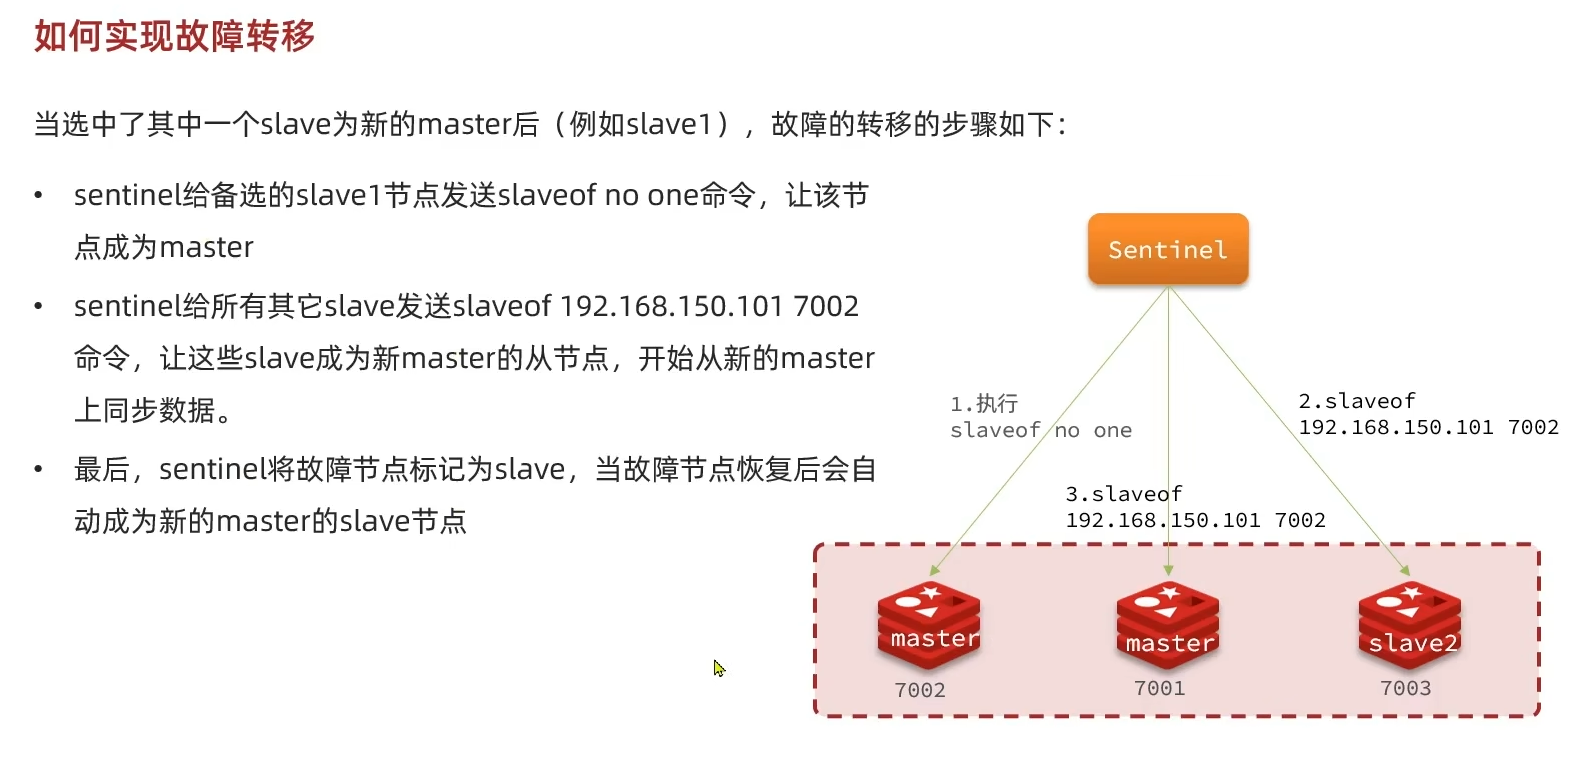 如何实现故障转移
当选中了其中一个slave为新的master后（例如slave1），故障的转移的步骤如下：
• sentinel给备选的slave1节点发送slaveof no one命令，让该节
点成为master
• sentinel给所有其它slave发送slaveof 192.168.150.101 7002
命令，让这些slave成为新master的从节点，开始从新的master
上同步数据。
• 最后，sentinel将故障节点标记为slave，当故障节点恢复后会自
动成为新的master的slave节点
Sentinel
1.执行
slaveof no one
2.slaveof
192.168.150.101 7002
3.slaveof
192.168.150.101 7002
master
7002
master
7001
slave2
7003